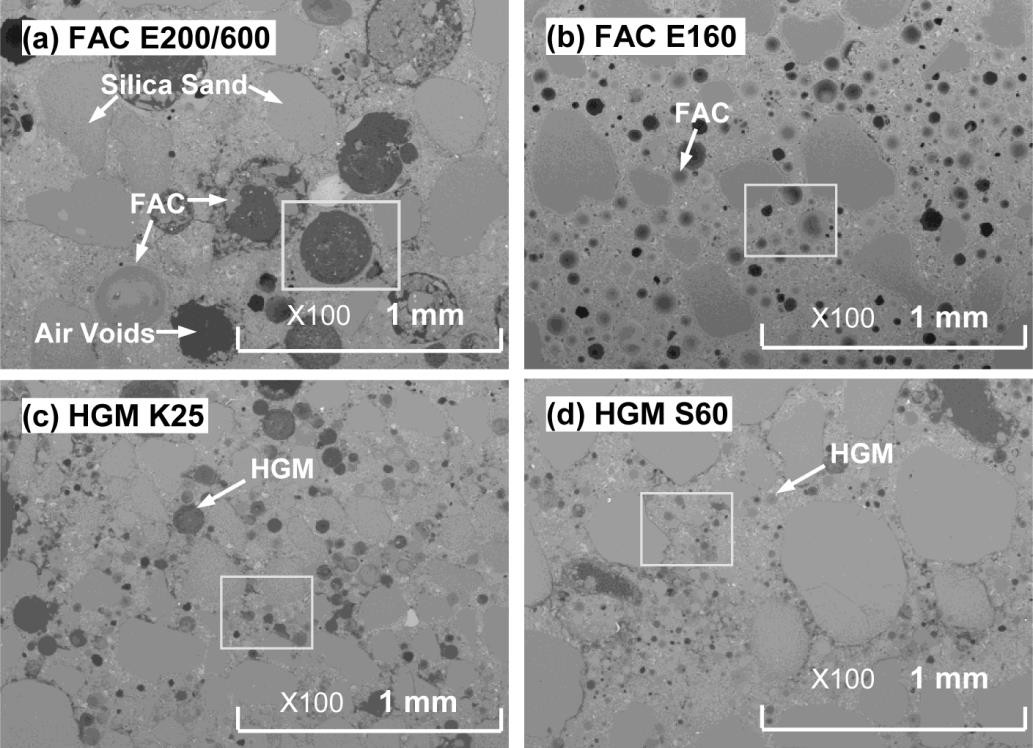 (a) FAC E200/600
Silica Sand
FAC
Air Voids
X100 1 mm
(b) FAC E160
FAC
X100 1 mm
(c) HGM K25
HGM
X100 1 mm
(d) HGM S60
HGM
X100 1 mm